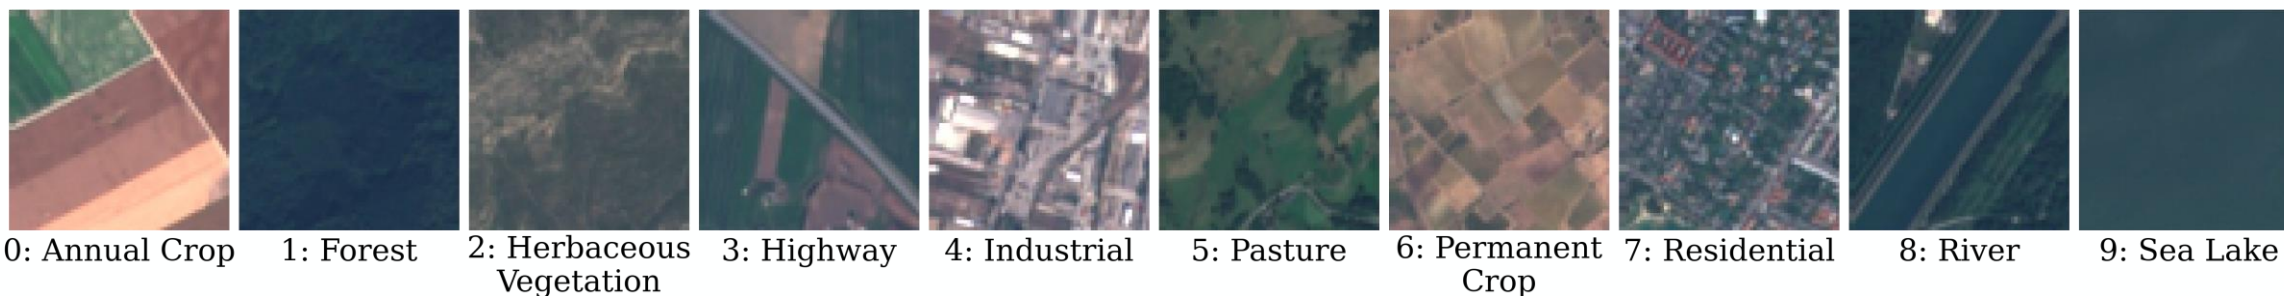 0: Annual Crop
1: Forest
2: Herbaceous
Vegetation
3: Highway
4: Industrial
5: Pasture
6: Permanent
Crop
7: Residential
8: River
9: Sea Lake